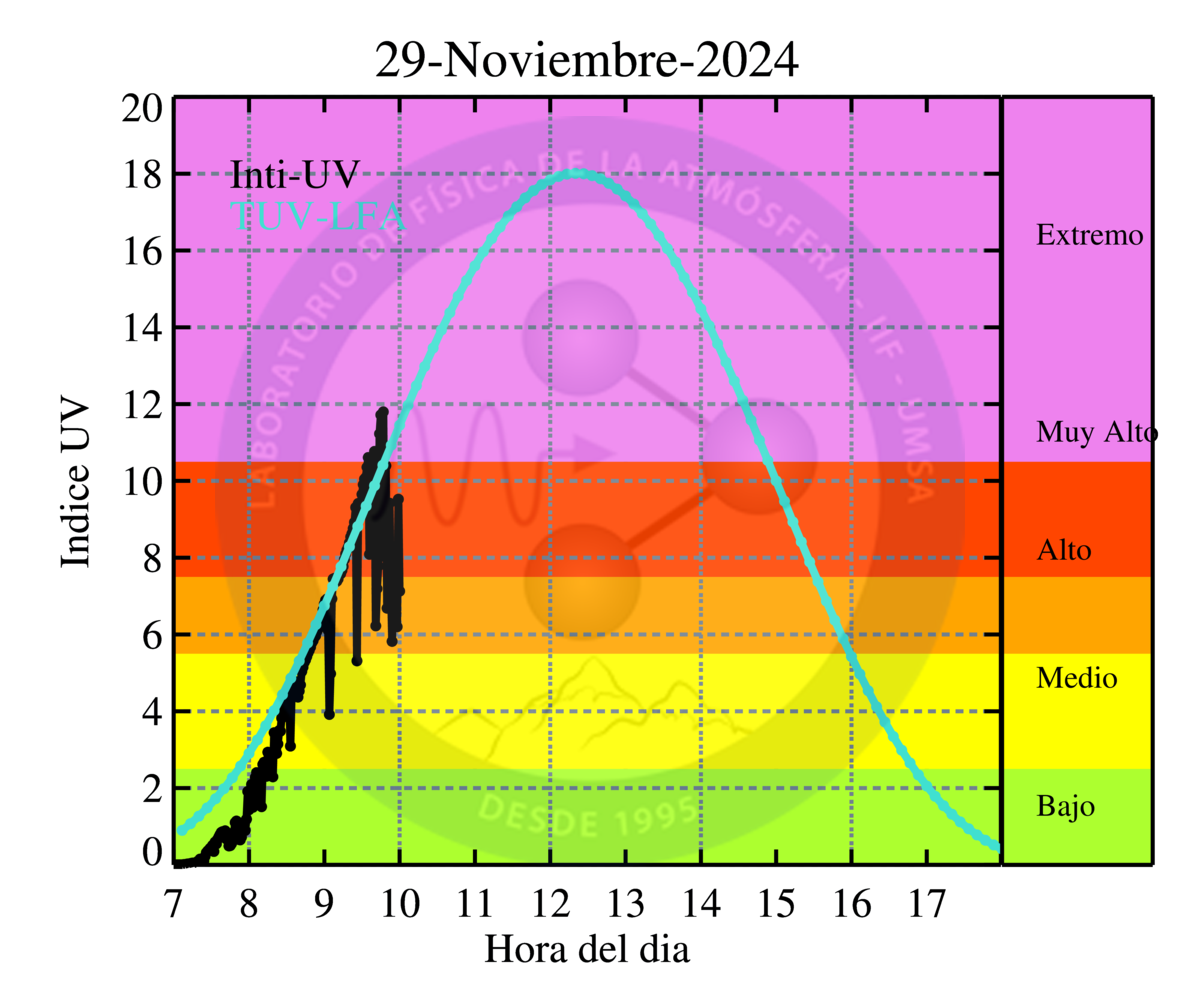 29-Noviembre-2024
20
18
16
14
12
10
8
6
4
2
0
Indice UV
Inti-UV
TUV-LFA
LABORATORIO DE FÍSICA DE LA ATMÓSFERA - IIF - UMSA
DESDE 1995
Extremo
Muy Alto
Alto
Medio
Bajo
7 8 9 10 11 12 13 14 15 16 17
Hora del dia